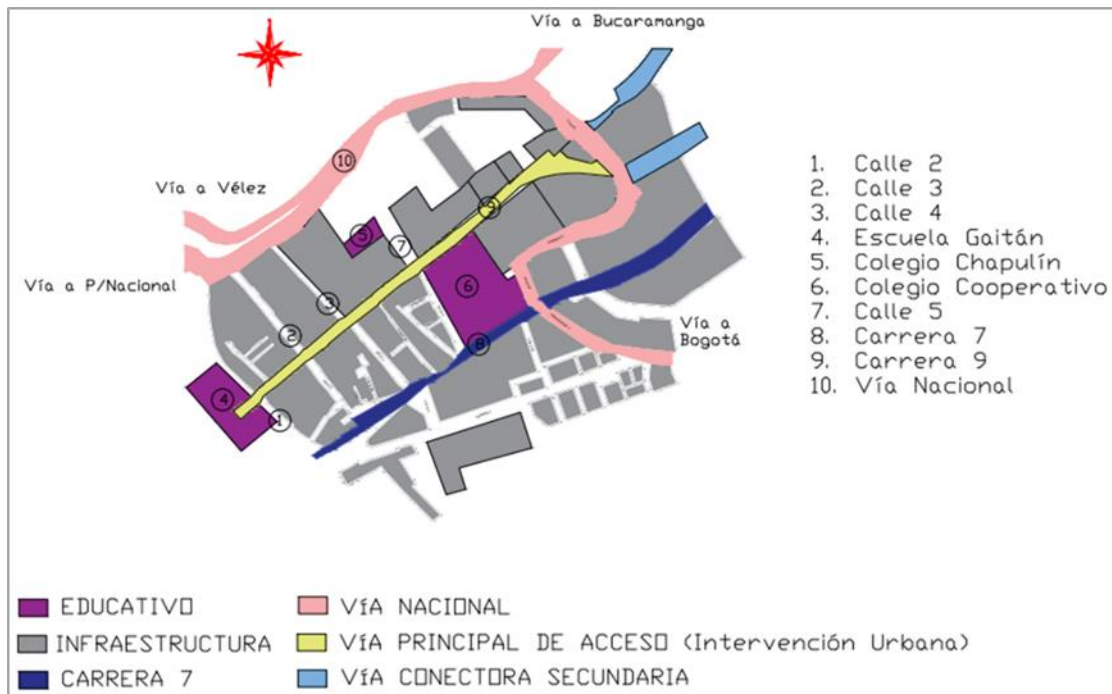 Vía a Bucaramanga
Vía a Vélez
Vía a P/Nacional
Vía a
Bogotá
10
5
9
7
3
6
2
8
4
1
1. Calle 2
2. Calle 3
3. Calle 4
4. Escuela Gaitán
5. Colegio Chapulín
6. Colegio Cooperativo
7. Calle 5
8. Carrera 7
9. Carrera 9
10. Vía Nacional
EDUCATIVO
INFRAESTRUCTURA
CARRERA 7
VíA NACIONAL
VíA PRINCIPAL DE ACCESO (Intervención Urbana)
VíA CONECTORA SECUNDARIA